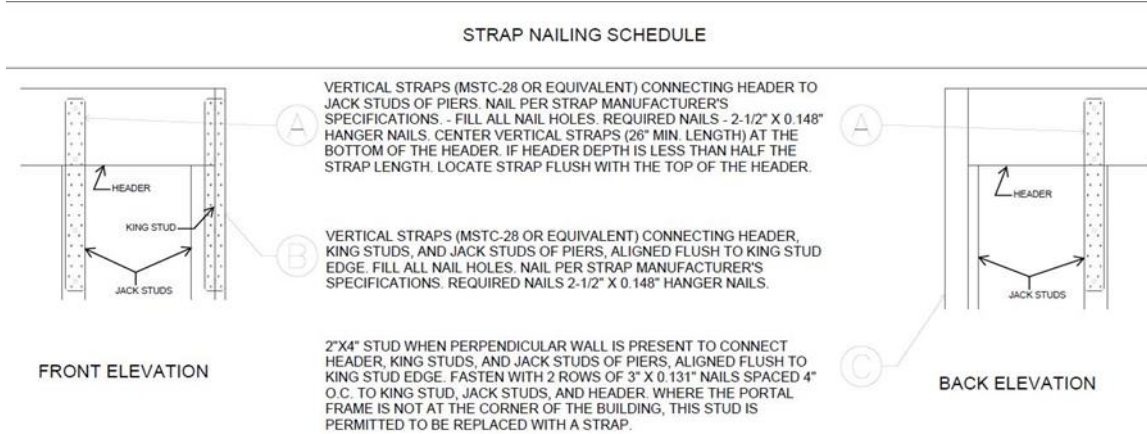 STRAP NAILING SCHEDULE
VERTICAL STRAPS (MSTC-28 OR EQUIVALENT) CONNECTING HEADER TO
JACK STUDS OF PIERS. NAIL PER STRAP MANUFACTURER'S
SPECIFICATIONS. - FILL ALL NAIL HOLES. REQUIRED NAILS - 2-1/2" X 0.148"
HANGER NAILS. CENTER VERTICAL STRAPS (26" MIN. LENGTH) AT THE
BOTTOM OF THE HEADER. IF HEADER DEPTH IS LESS THAN HALF THE
STRAP LENGTH. LOCATE STRAP FLUSH WITH THE TOP OF THE HEADER.
A
A
HEADER
KING STUD
JACK STUDS
HEADER
JACK STUDS
B
VERTICAL STRAPS (MSTC-28 OR EQUIVALENT) CONNECTING HEADER,
KING STUDS, AND JACK STUDS OF PIERS, ALIGNED FLUSH TO KING STUD
EDGE. FILL ALL NAIL HOLES. NAIL PER STRAP MANUFACTURER'S
SPECIFICATIONS. REQUIRED NAILS 2-1/2" X 0.148" HANGER NAILS.
2"X4" STUD WHEN PERPENDICULAR WALL IS PRESENT TO CONNECT
HEADER, KING STUDS, AND JACK STUDS OF PIERS, ALIGNED FLUSH TO
KING STUD EDGE. FASTEN WITH 2 ROWS OF 3" X 0.131" NAILS SPACED 4"
O.C. TO KING STUD, JACK STUDS, AND HEADER. WHERE THE PORTAL
FRAME IS NOT AT THE CORNER OF THE BUILDING, THIS STUD IS
PERMITTED TO BE REPLACED WITH A STRAP.
C
FRONT ELEVATION
BACK ELEVATION